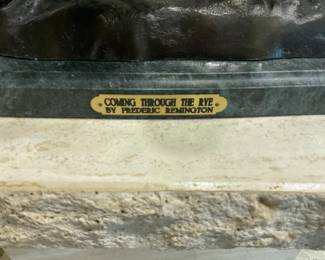 COMING THROUGH THE RYE
BY FREDERIC REMINGTON